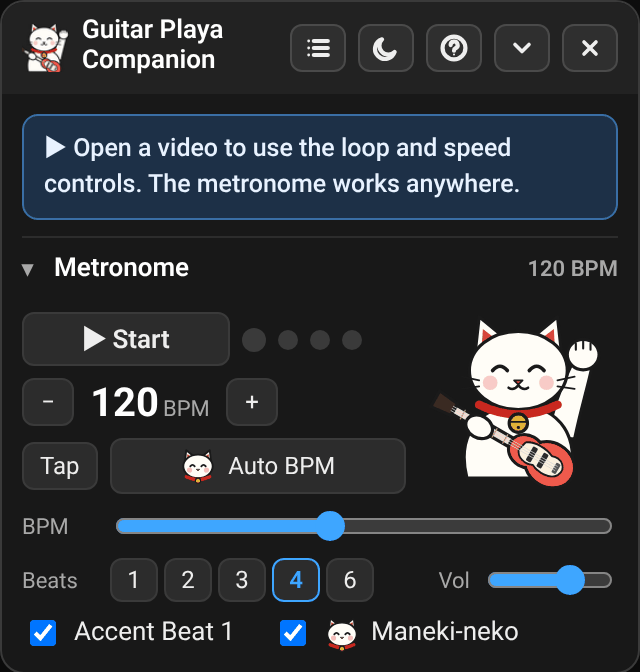 Guitar Playa
Companion
▶ Open a video to use the loop and speed
controls. The metronome works anywhere.
▼ Metronome 120 BPM
▶ Start
− 120 BPM +
Tap Auto BPM
BPM
Beats 1 2 3 4 6 Vol
Accent Beat 1 Maneki-neko